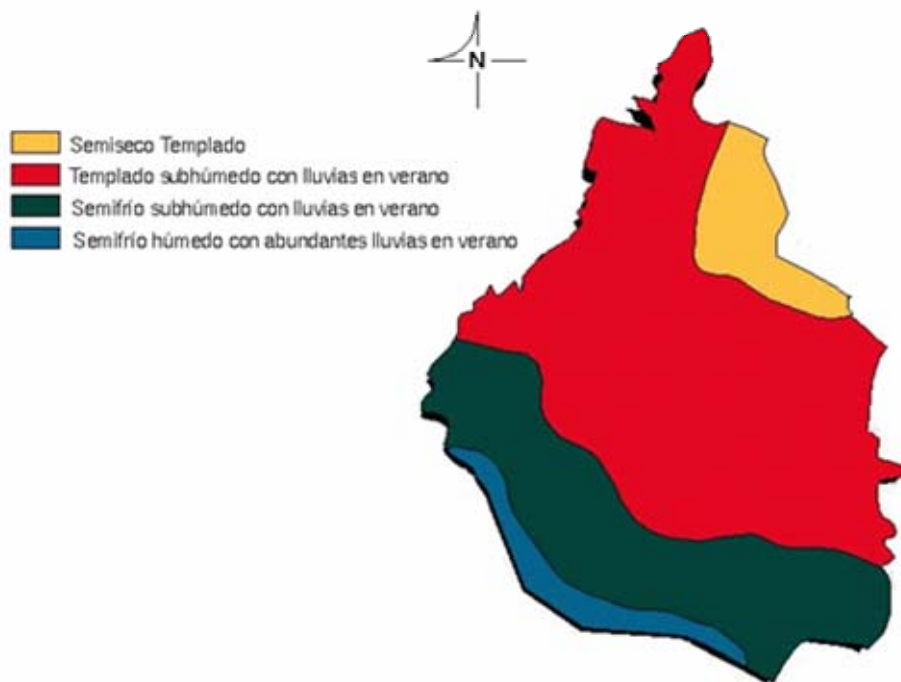 N
Semiseco Templado
Templado subhúmedo con lluvias en verano
Semifrío subhúmedo con lluvias en verano
Semifrío húmedo con abundantes lluvias en verano